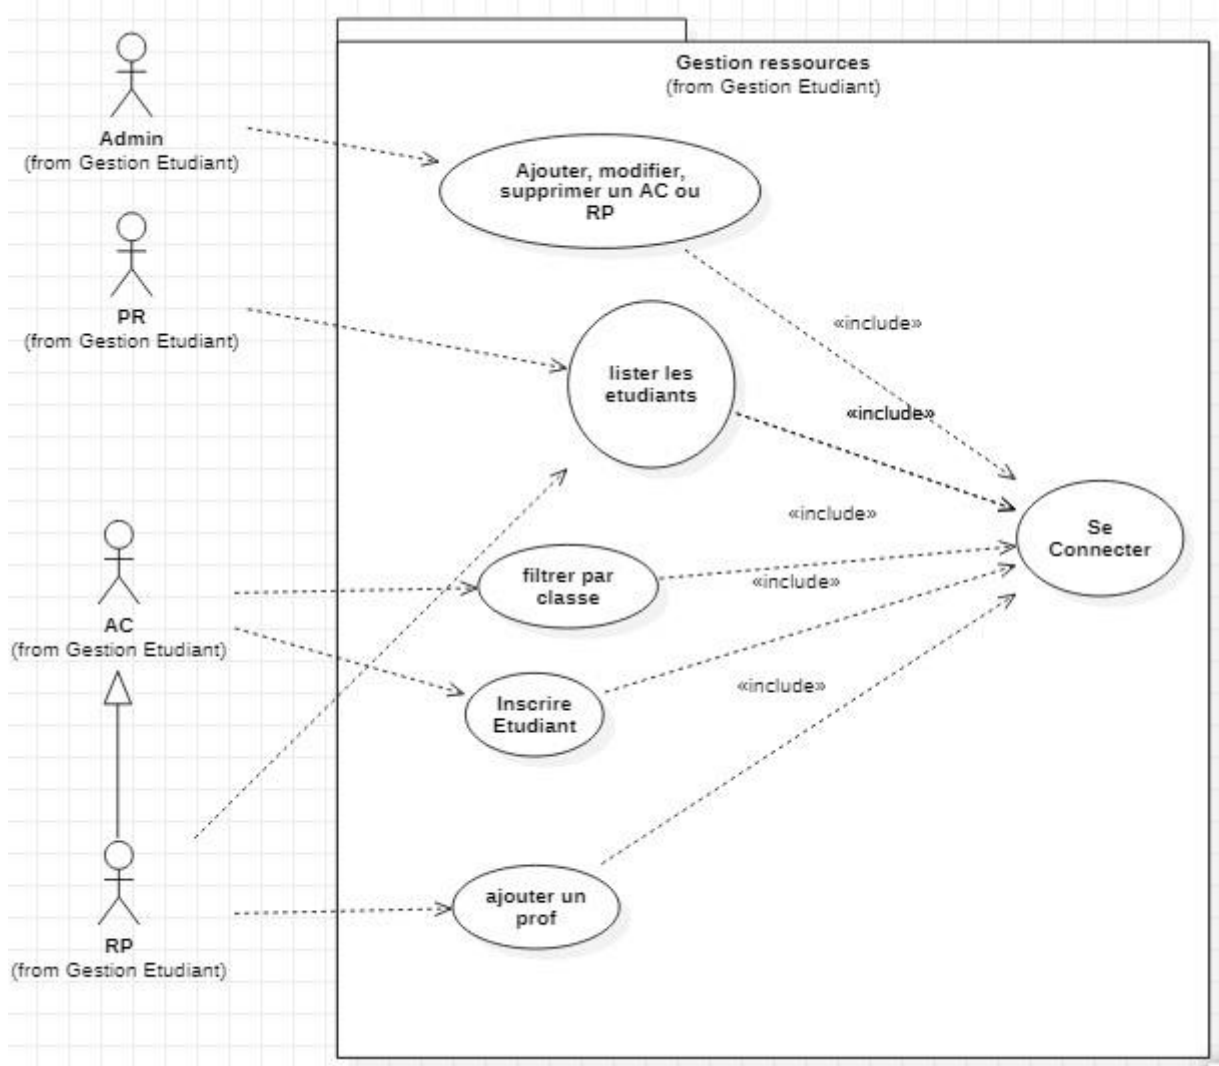 Gestion ressources
(from Gestion Etudiant)
Admin
(from Gestion Etudiant)
Ajouter, modifier,
supprimer un AC ou
RP
PR
(from Gestion Etudiant)
«include»
lister les
etudiants
«include»
«include»
Se
Connecter
AC
(from Gestion Etudiant)
filtrer par
classe
«include»
Inscrire
Etudiant
«include»
ajouter un
prof
RP
(from Gestion Etudiant)